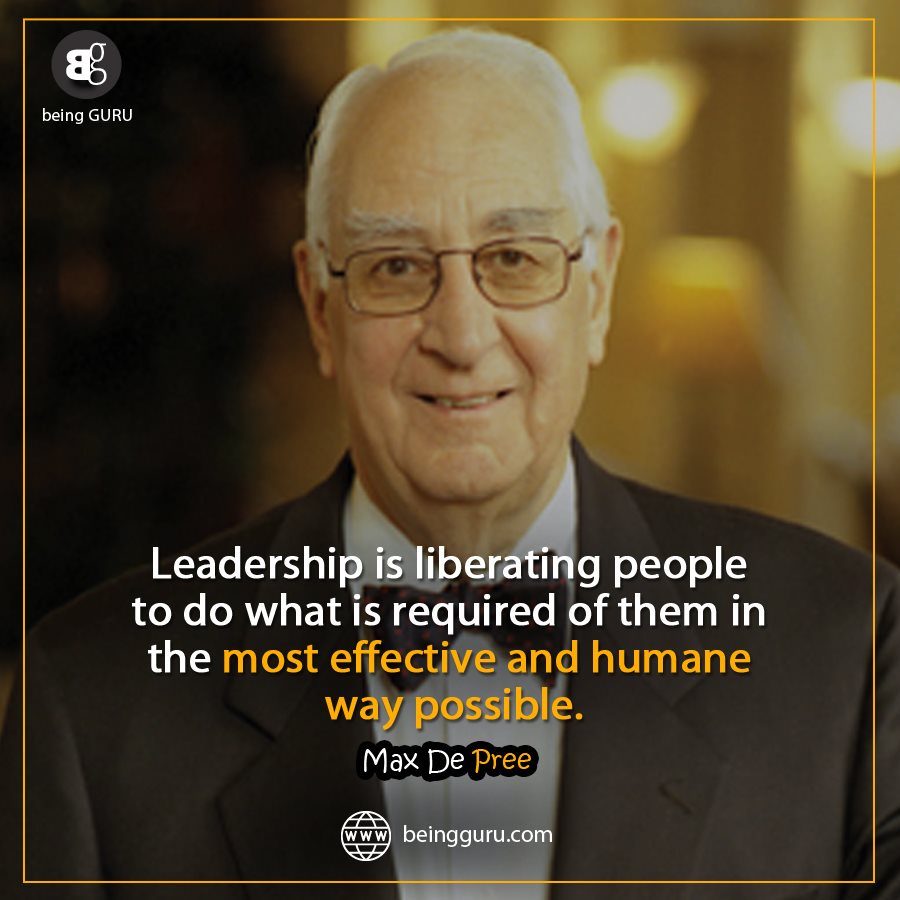 Bg
being GURU
Leadership is liberating people
to do what is required of them in
the most effective and humane
way possible.
Max De Pree
www
beingguru.com